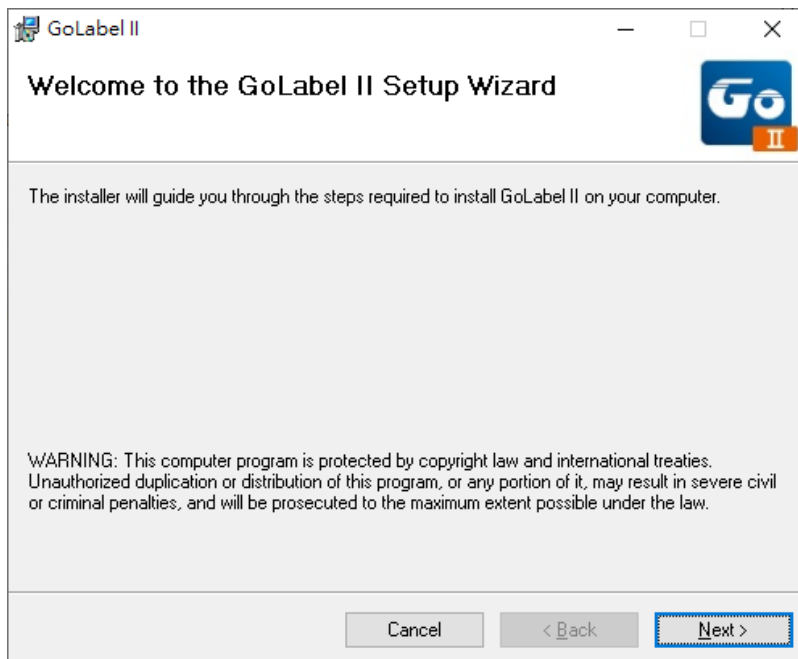 GoLabel II
Welcome to the GoLabel II Setup Wizard
Go
II
The installer will guide you through the steps required to install GoLabel II on your computer.
WARNING: This computer program is protected by copyright law and international treaties.
Unauthorized duplication or distribution of this program, or any portion of it, may result in severe civil
or criminal penalties, and will be prosecuted to the maximum extent possible under the law.
Cancel
< Back
Next >